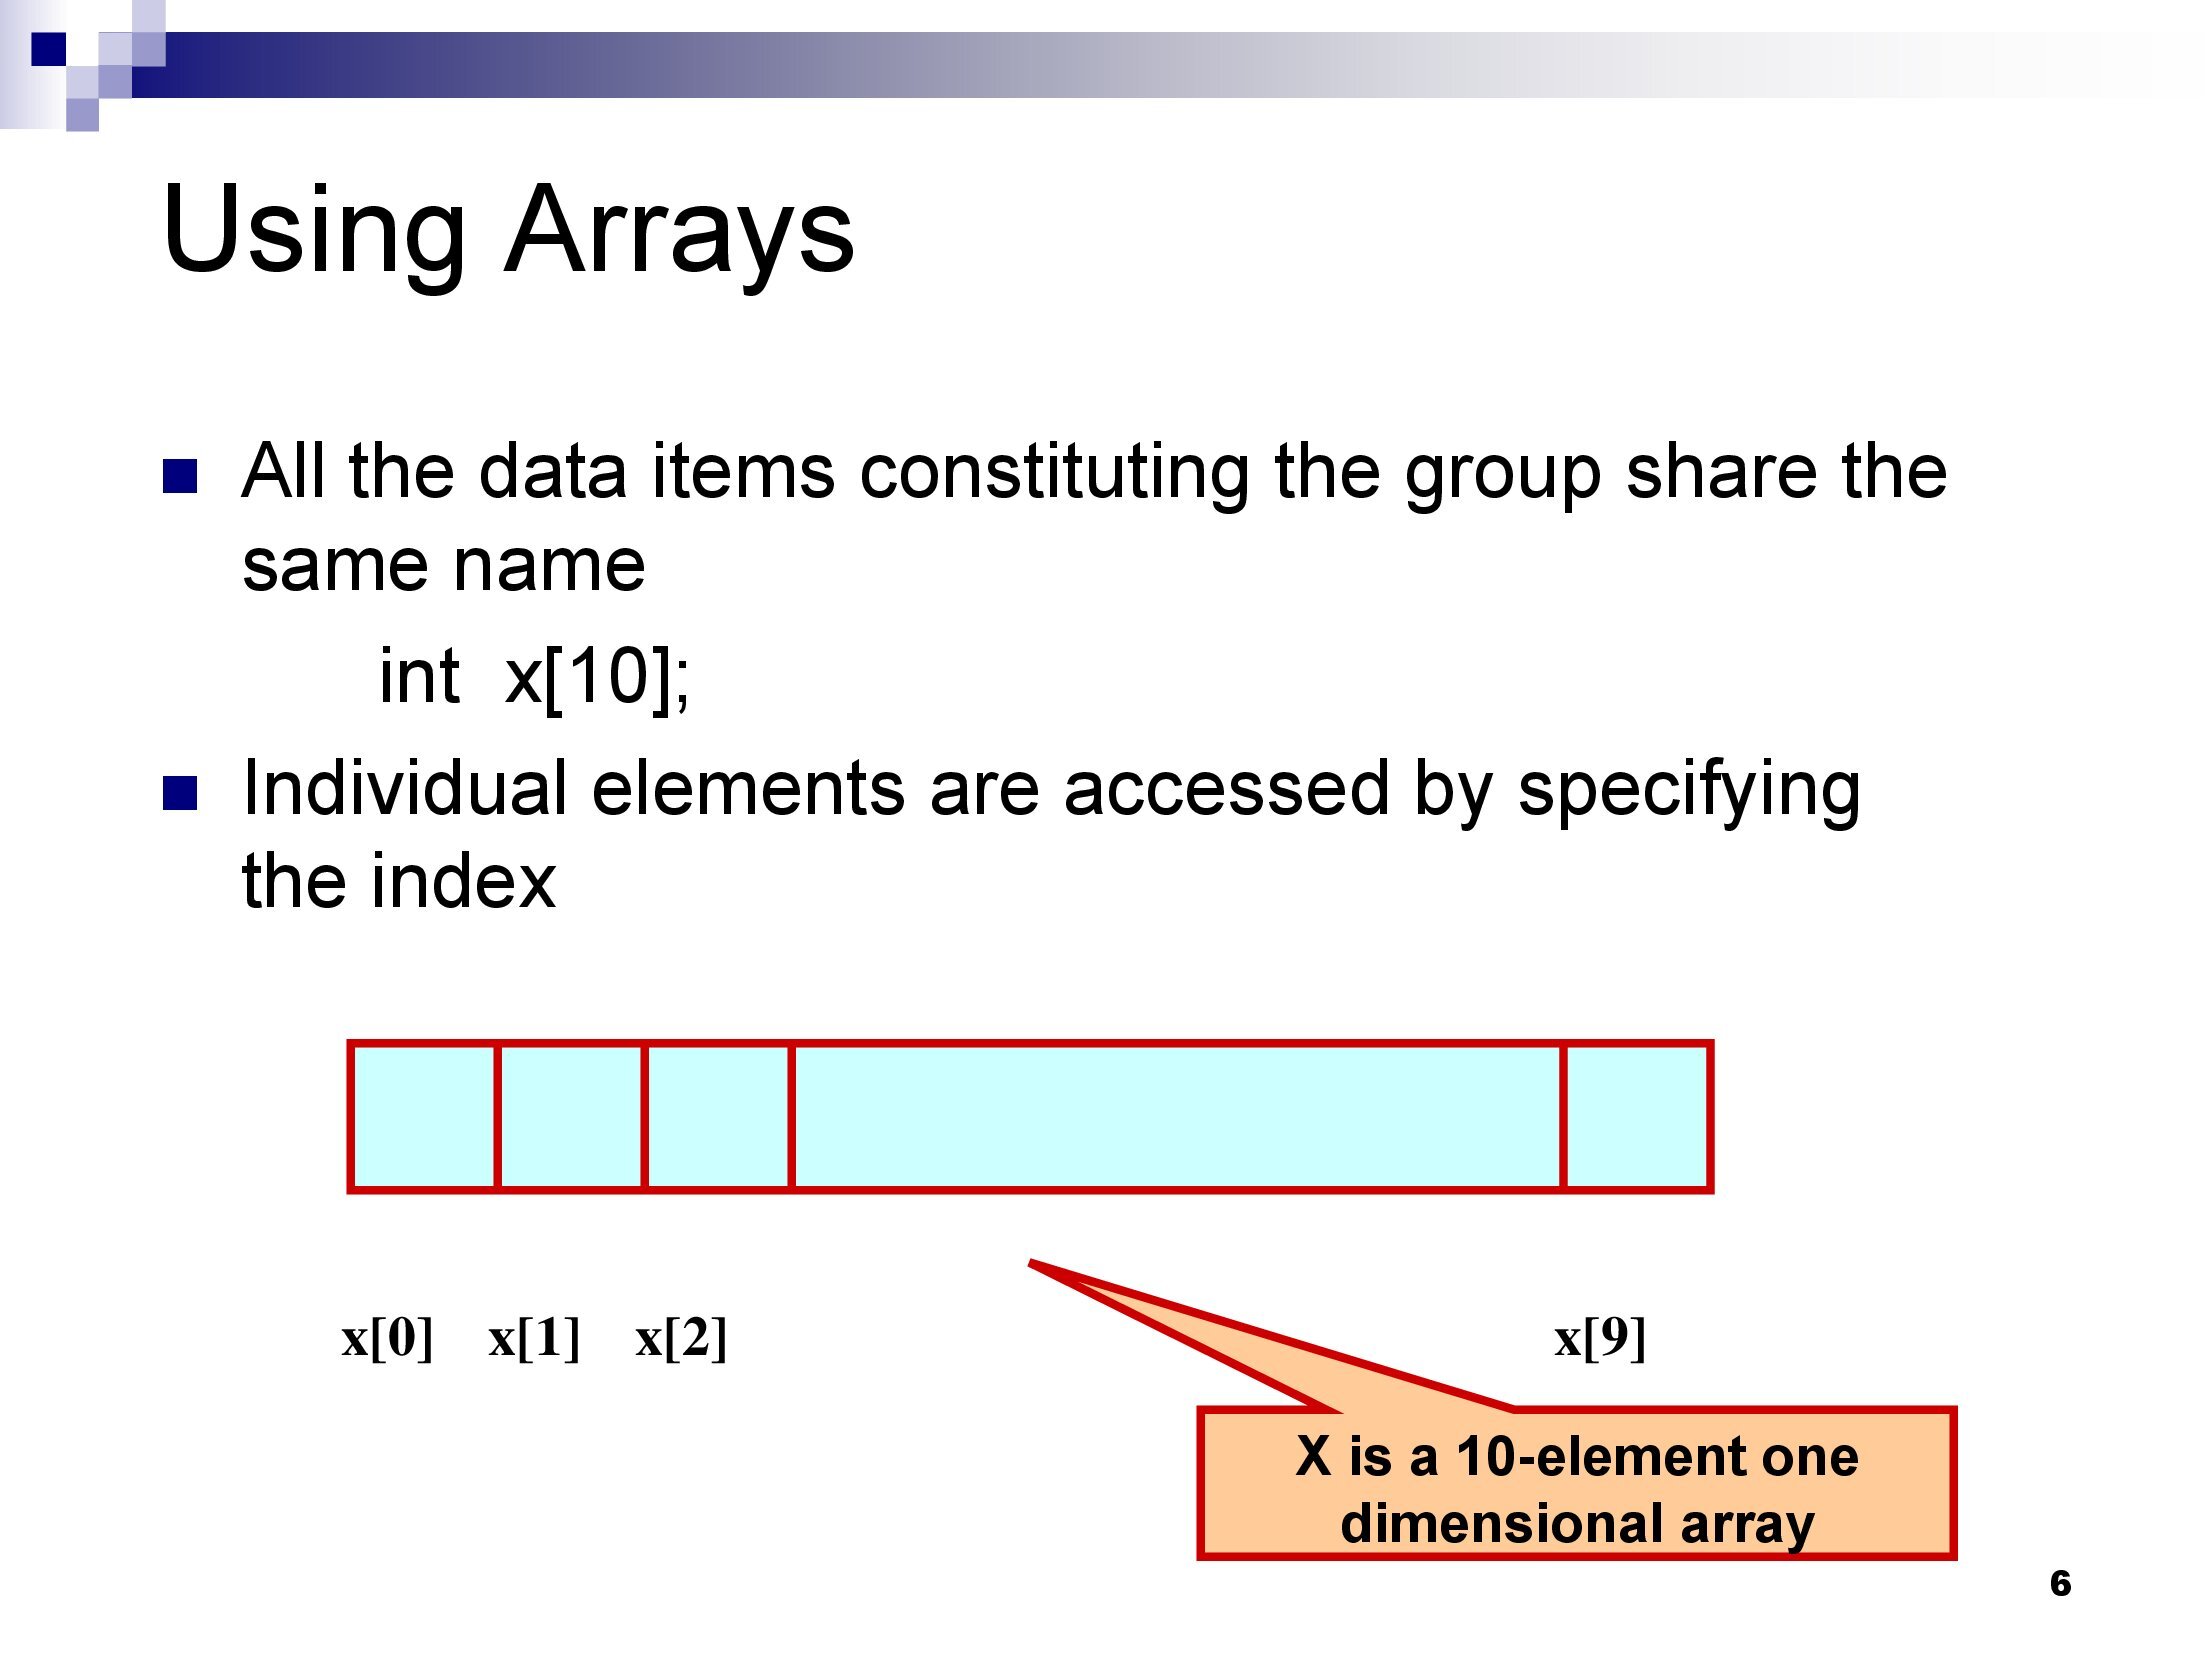 Using Arrays
All the data items constituting the group share the
same name
int x[10];
Individual elements are accessed by specifying
the index
x[0] x[1] x[2] x[9]
X is a 10-element one
dimensional array
6